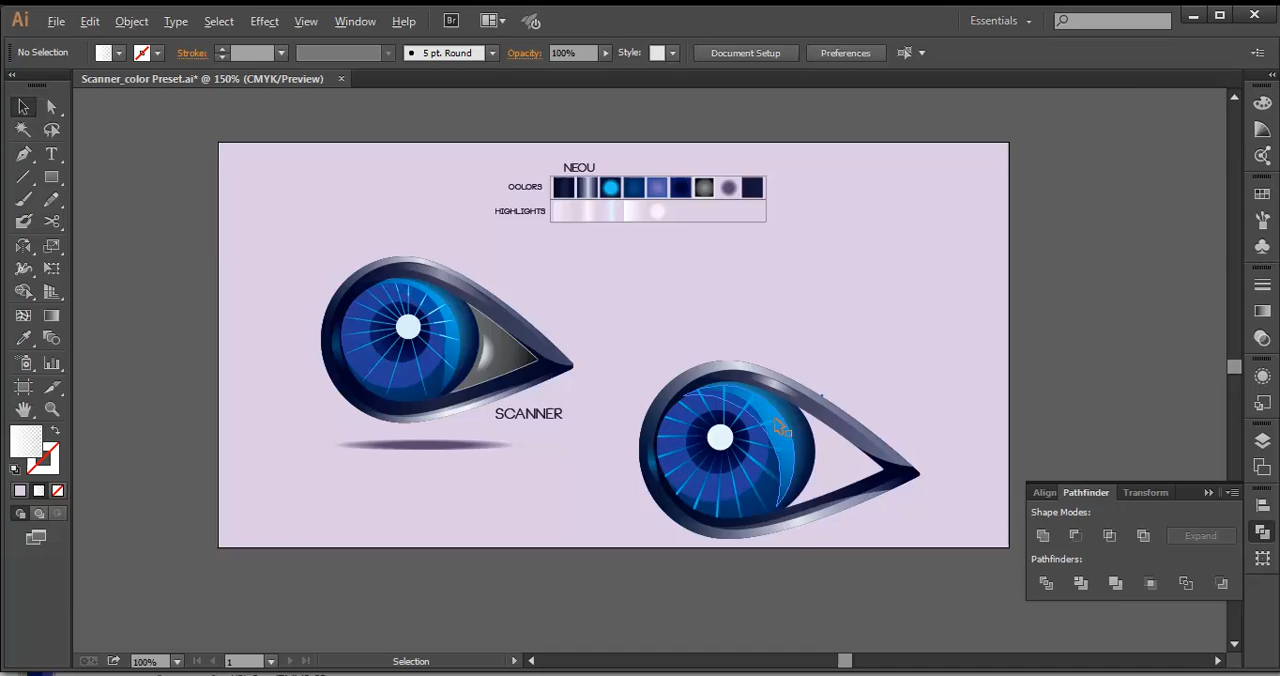 Ai File Edit Object Type Select Effect View Window Help Br Essentials
No Selection Stroke: 5 pt. Round Opacity: 100% Style: Document Setup Preferences
Scanner_color Preset.ai* @ 150% (CMYK/Preview)
NEOU
COLORS
HIGHLIGHTS
SCANNER
Align Pathfinder Transform
Shape Modes:
Expand
Pathfinders:
100% 1 Selection